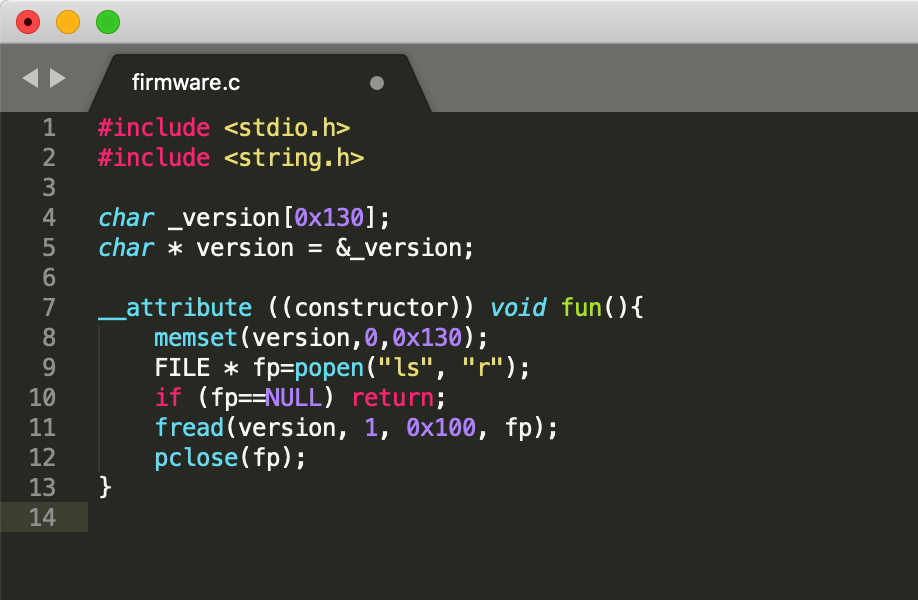 firmware.c
1 #include <stdio.h>
2 #include <string.h>
3
4 char _version[0x130];
5 char * version = &_version;
6
7 __attribute ((constructor)) void fun(){
8     memset(version,0,0x130);
9     FILE * fp=popen("ls", "r");
10     if (fp==NULL) return;
11     fread(version, 1, 0x100, fp);
12     pclose(fp);
13 }
14